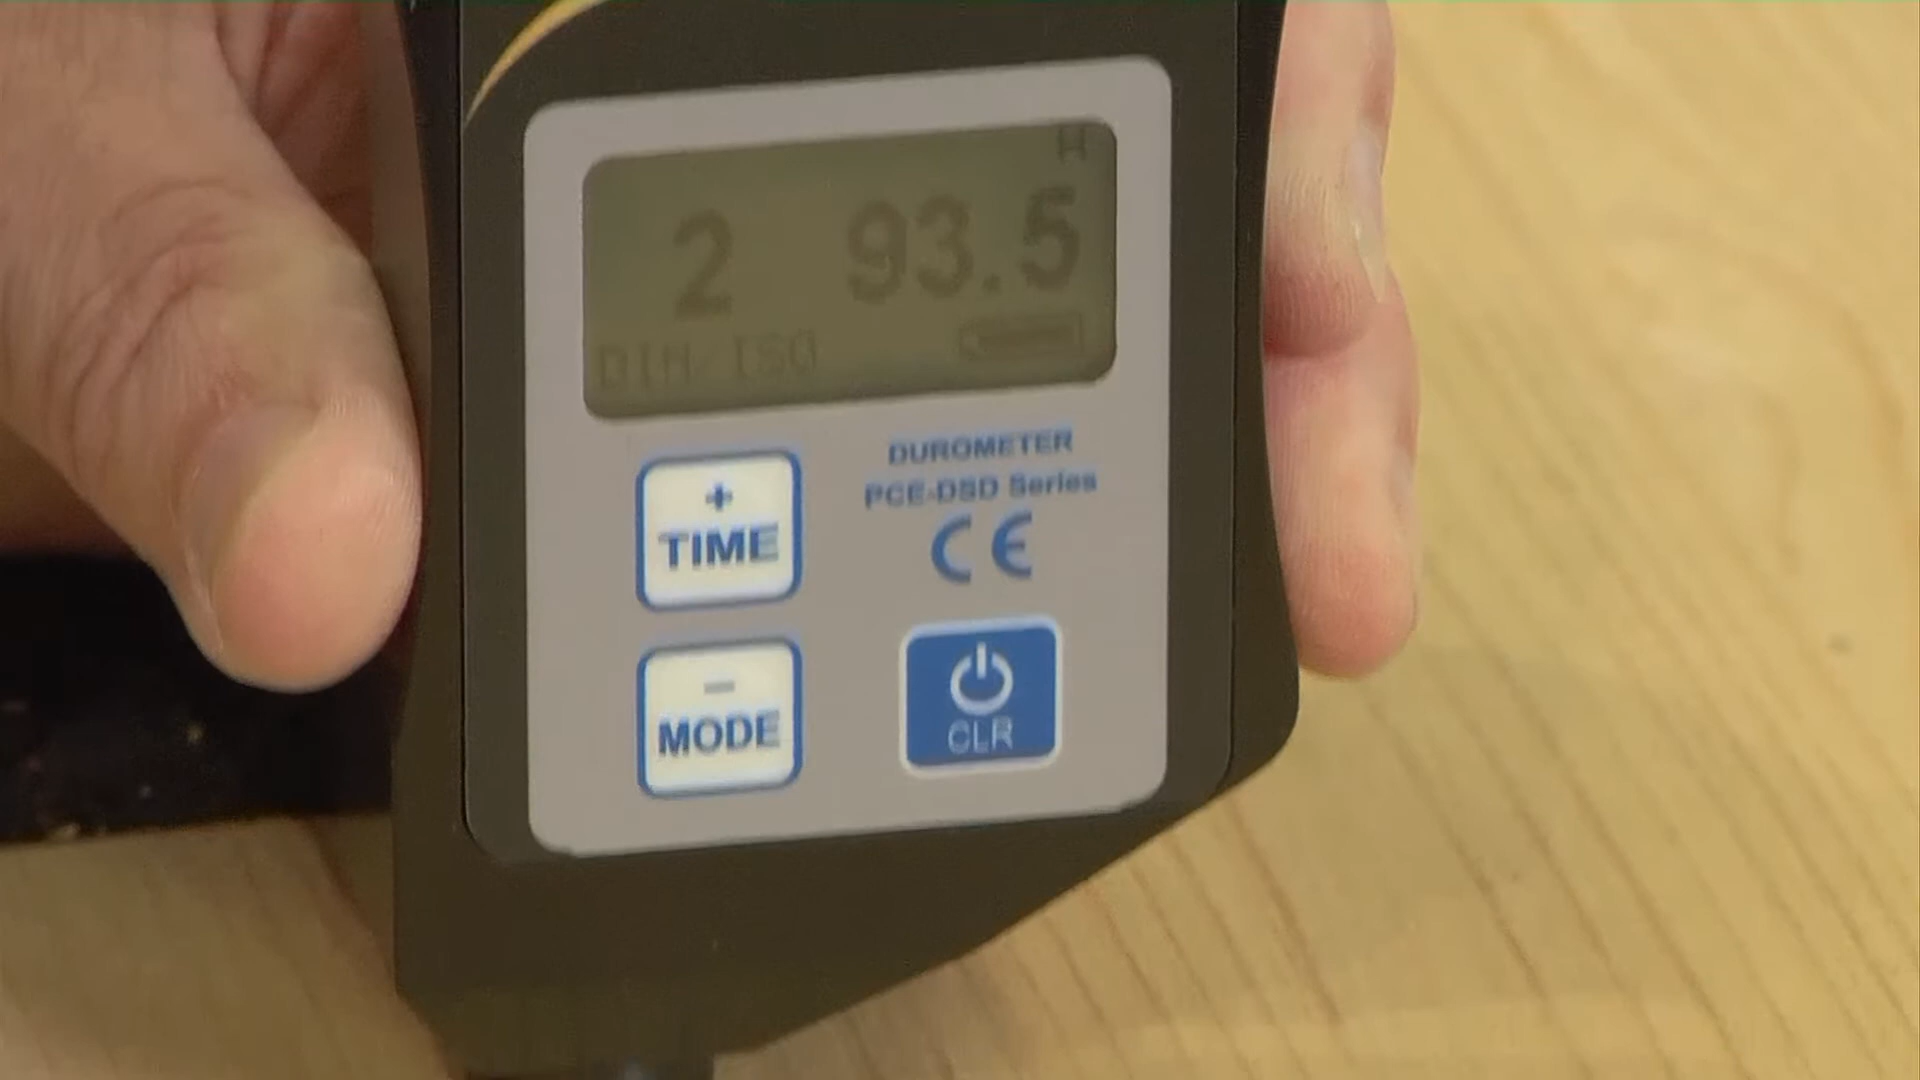 H
2 93.5
DIN/ISO
DUROMETER
PCE-DSD Series
CE
+
TIME
-
MODE
CLR